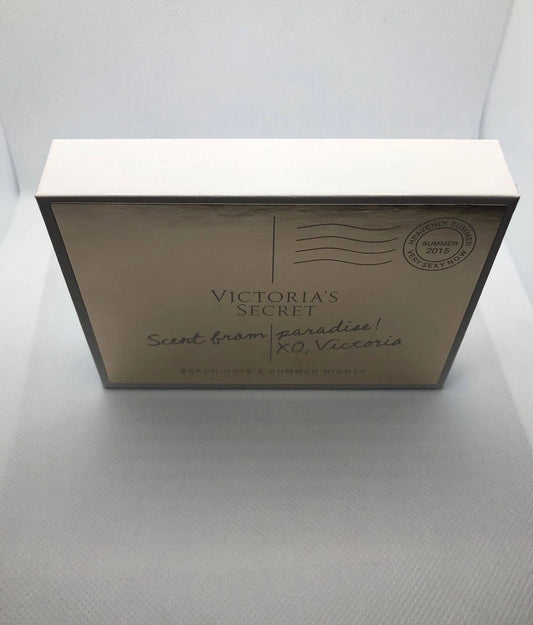 HEAVENLY SUMMER
SUMMER
2015
VERY SEXY NOW
VICTORIA'S
SECRET
Scent from paradise!
XO, Victoria
BEACH DAYS & SUMMER NIGHTS